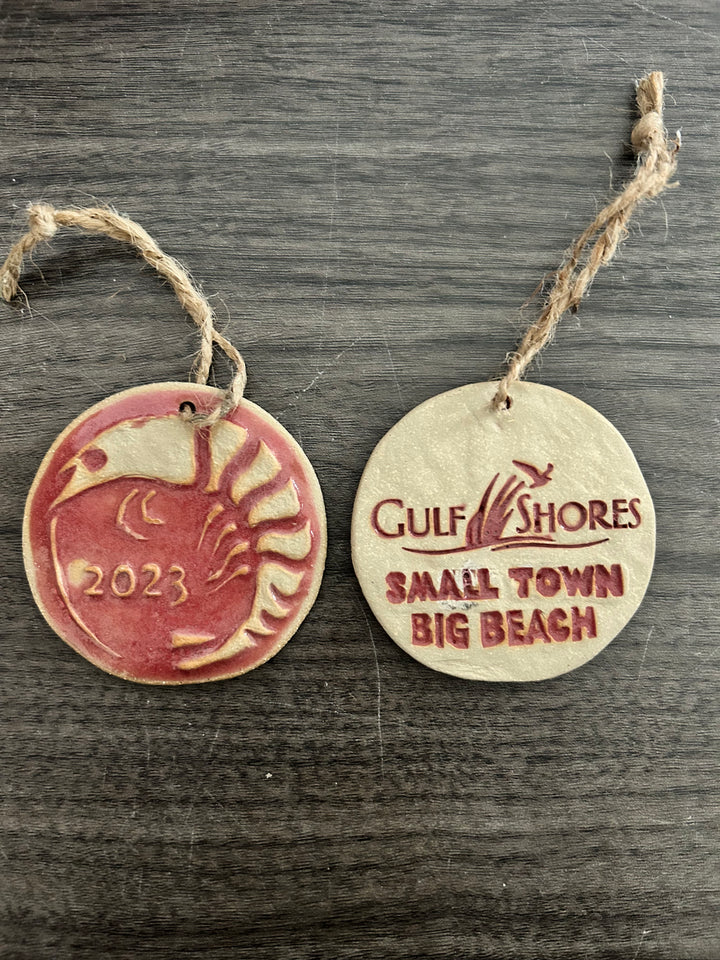 2023
GULF SHORES
SMALL TOWN
BIG BEACH